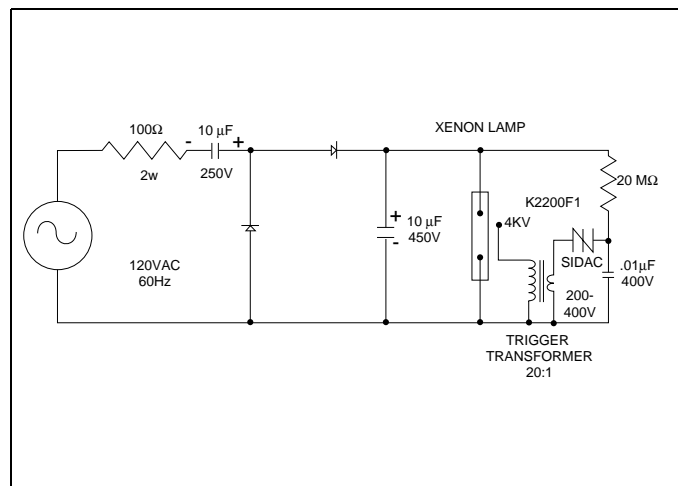 100Ω
2w
- 10 µF +
250V
120VAC
60Hz
+
10 µF
450V
-
XENON LAMP
4KV
K2200F1
20 MΩ
SIDAC
.01µF
400V
200-
400V
TRIGGER
TRANSFORMER
20:1